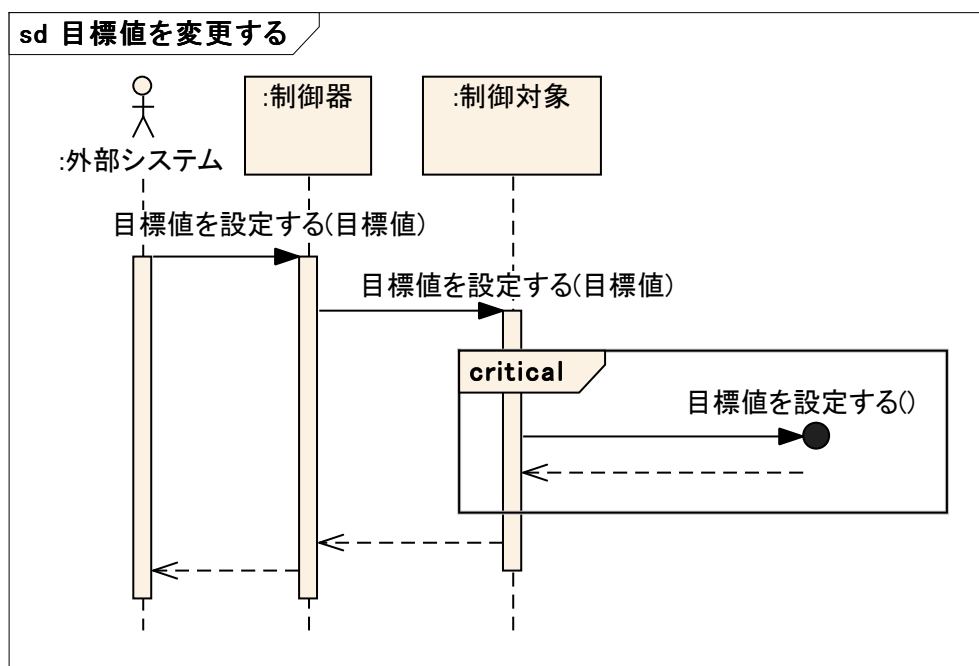 sd 目標値を変更する
:外部システム
:制御器
:制御対象
目標値を設定する(目標値)
目標値を設定する(目標値)
critical
目標値を設定する()